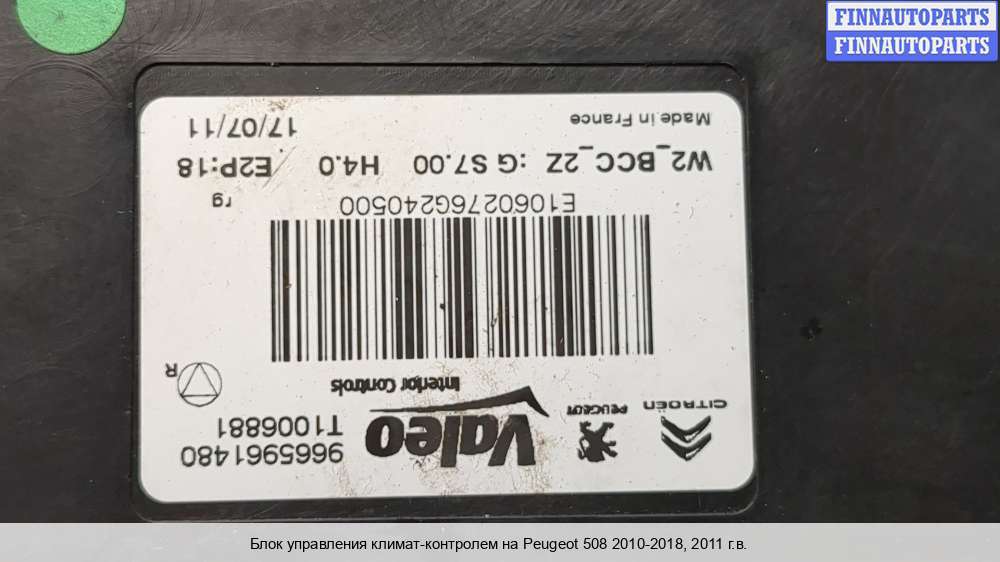 FINNAUTOPARTS
FINNAUTOPARTS
CITROËN
PEUGEOT
Valeo
Interior Controls
9665961480
T1006881
R
E1060276G240500
rg
W2_BCC_2Z :G S7.00 H4.0 /E2P:18
Made in France
17/07/11
Блок управления климат-контролем на Peugeot 508 2010-2018, 2011 г.в.